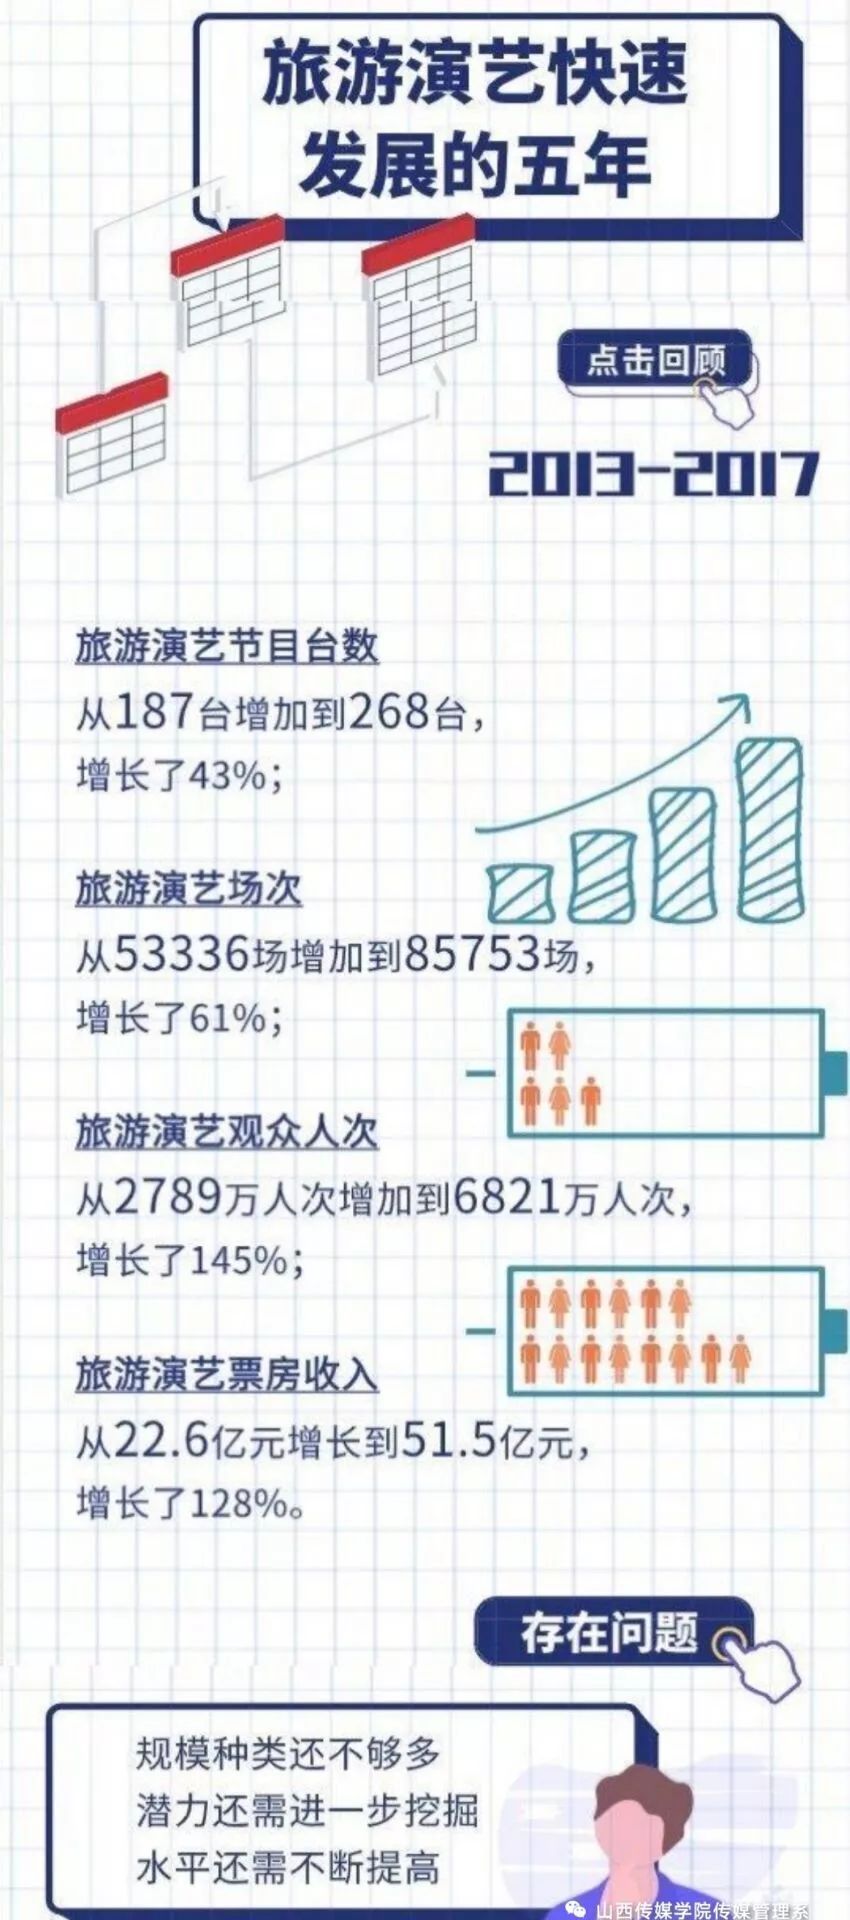 旅游演艺快速
发展的五年
点击回顾
2013-2017
旅游演艺节目台数
从187台增加到268台，
增长了43%；
旅游演艺场次
从53336场增加到85753场，
增长了61%；
旅游演艺观众人次
从2789万人次增加到6821万人次，
增长了145%；
旅游演艺票房收入
从22.6亿元增长到51.5亿元，
增长了128%。
存在问题
规模种类还不够多
潜力还需进一步挖掘
水平还需不断提高
山西传媒学院传媒管理系